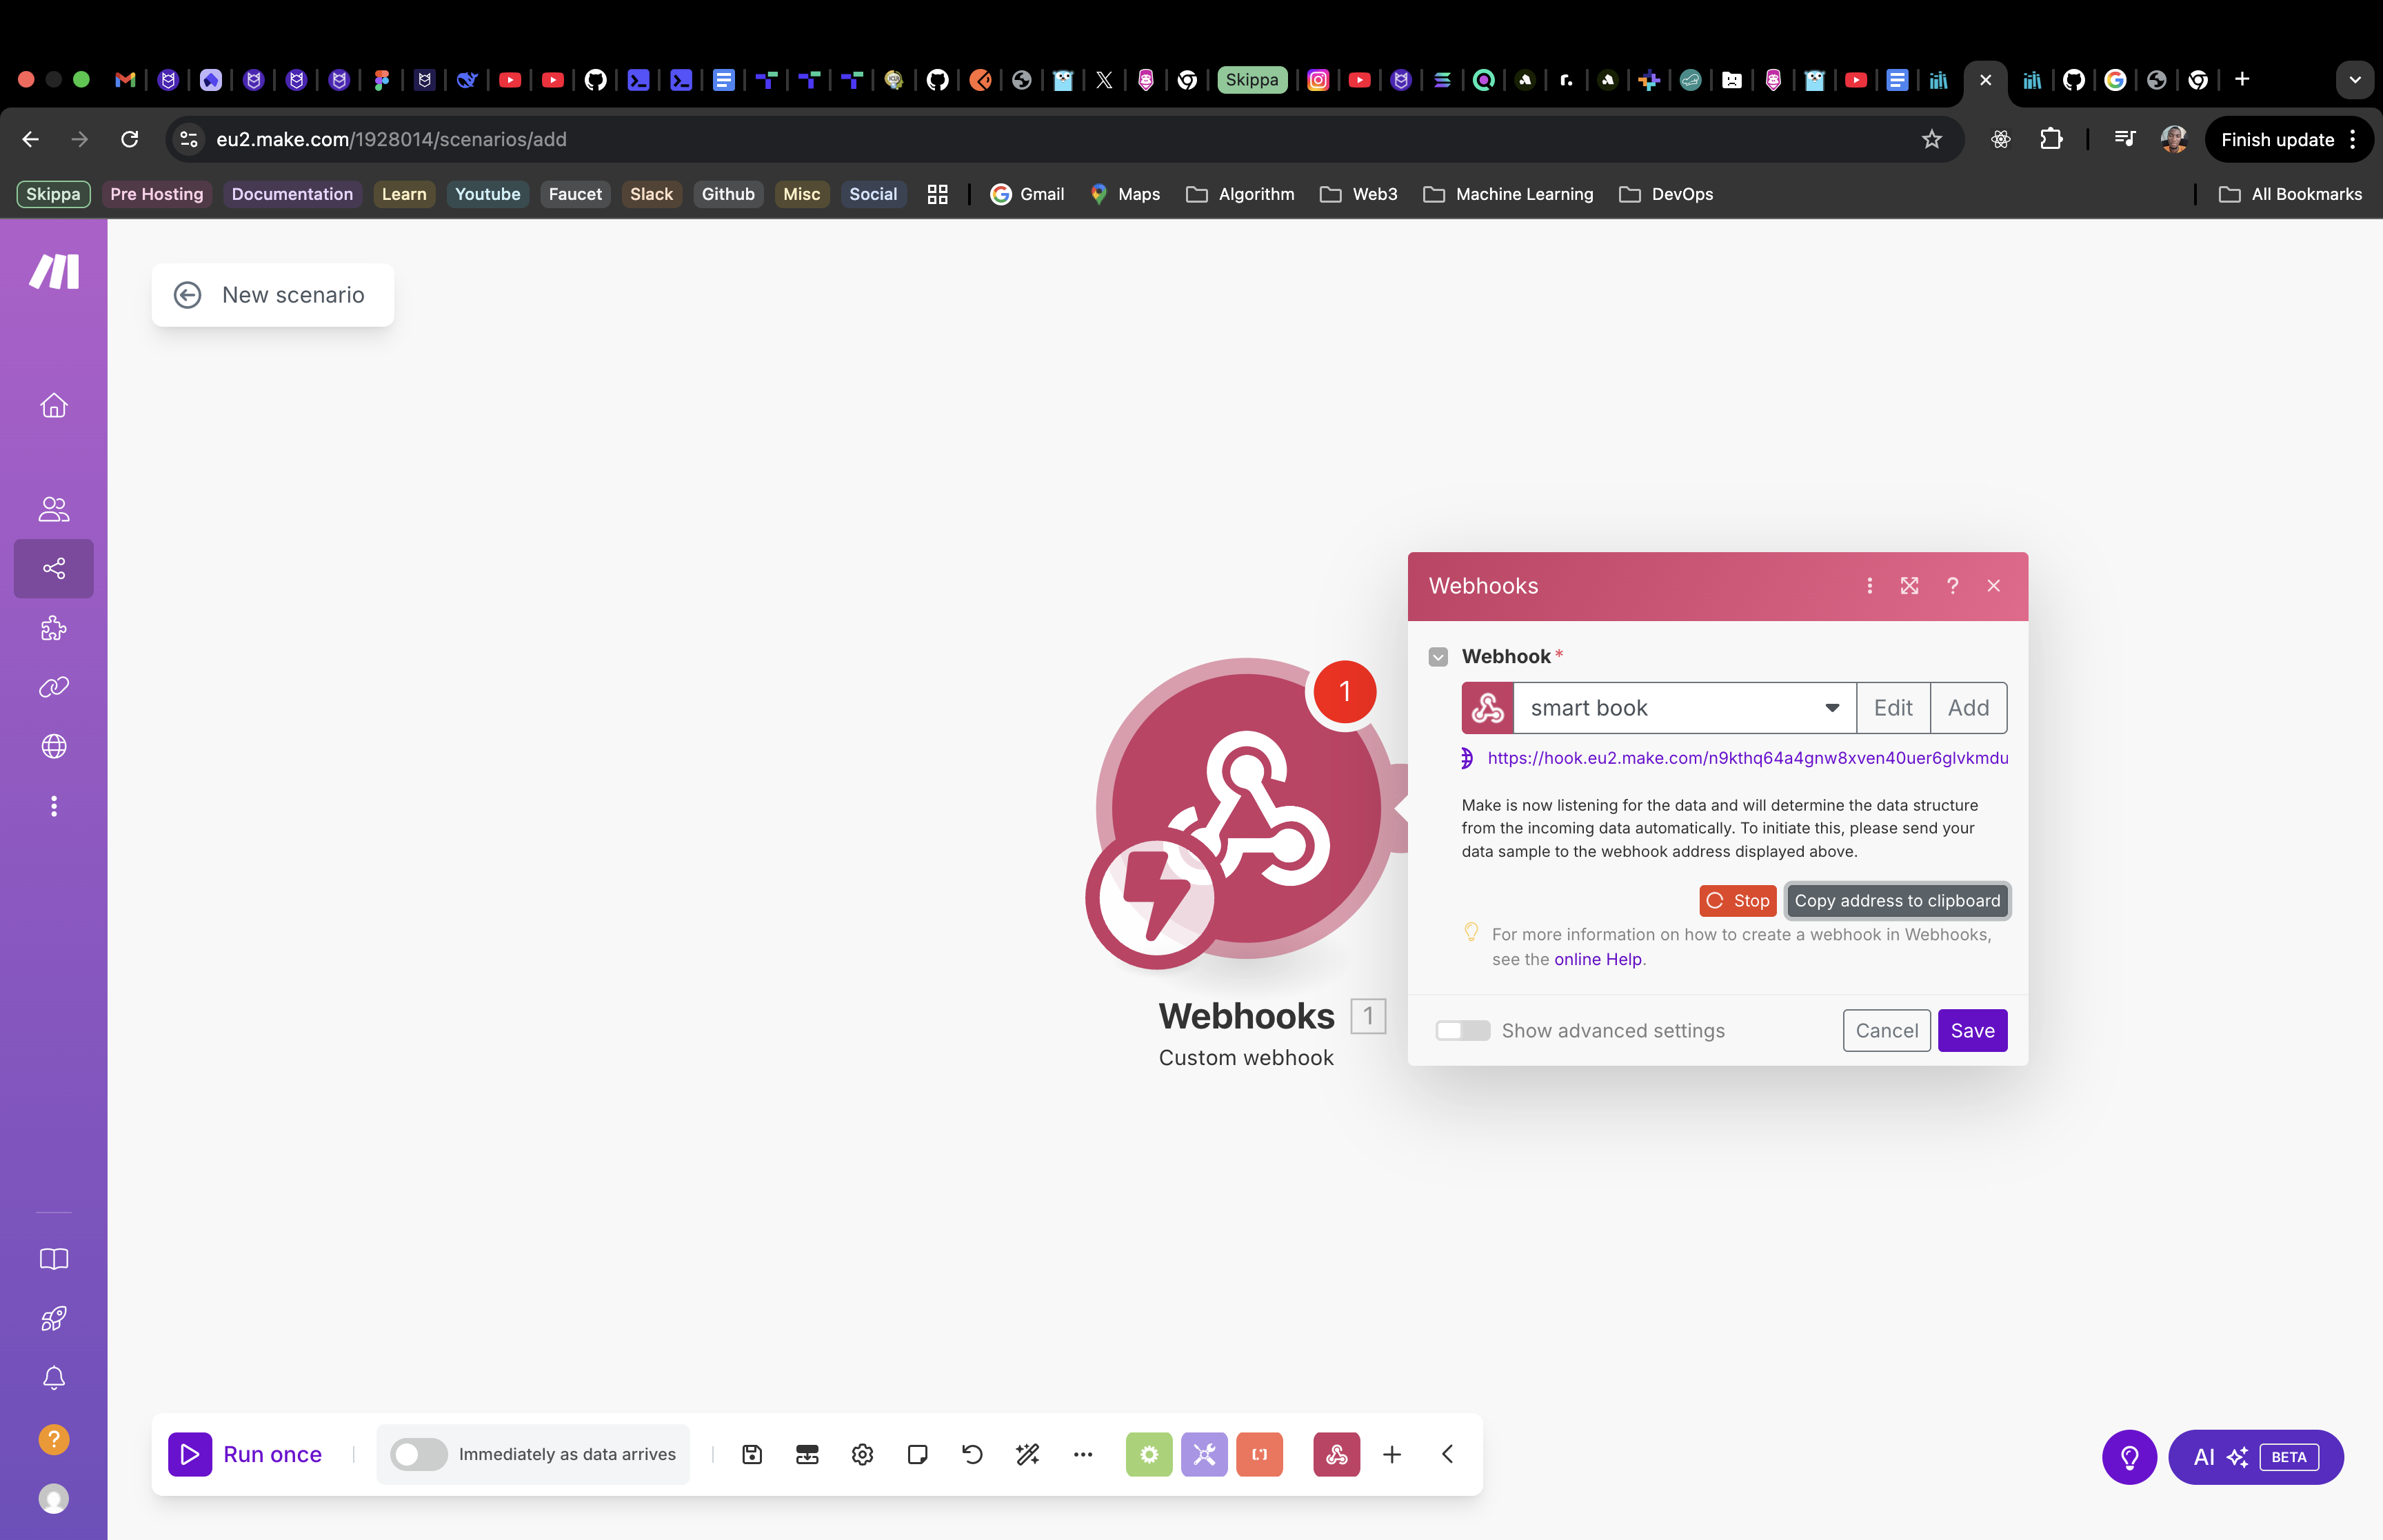 Skippa
eu2.make.com/1928014/scenarios/add
Finish update
Skippa Pre Hosting Documentation Learn Youtube Faucet Slack Github Misc Social Gmail Maps Algorithm Web3 Machine Learning DevOps All Bookmarks
New scenario
Webhooks
?
Webhook *
1
smart book
Edit
Add
https://hook.eu2.make.com/n9kthq64a4gnw8xven40uer6glvkmdu
Make is now listening for the data and will determine the data structure
from the incoming data automatically. To initiate this, please send your
data sample to the webhook address displayed above.
Stop
Copy address to clipboard
For more information on how to create a webhook in Webhooks,
see the online Help.
Webhooks 1
Custom webhook
Show advanced settings
Cancel
Save
?
Run once
Immediately as data arrives
AI BETA